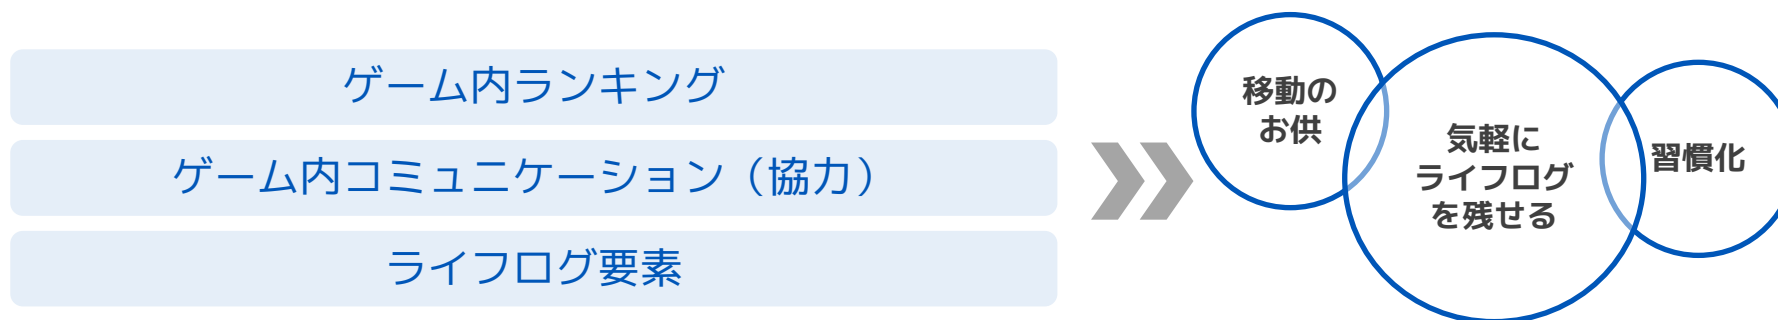 ゲーム内ランキング
ゲーム内コミュニケーション（協力）
ライフログ要素
移動の
お供
気軽に
ライフログ
を残せる
習慣化